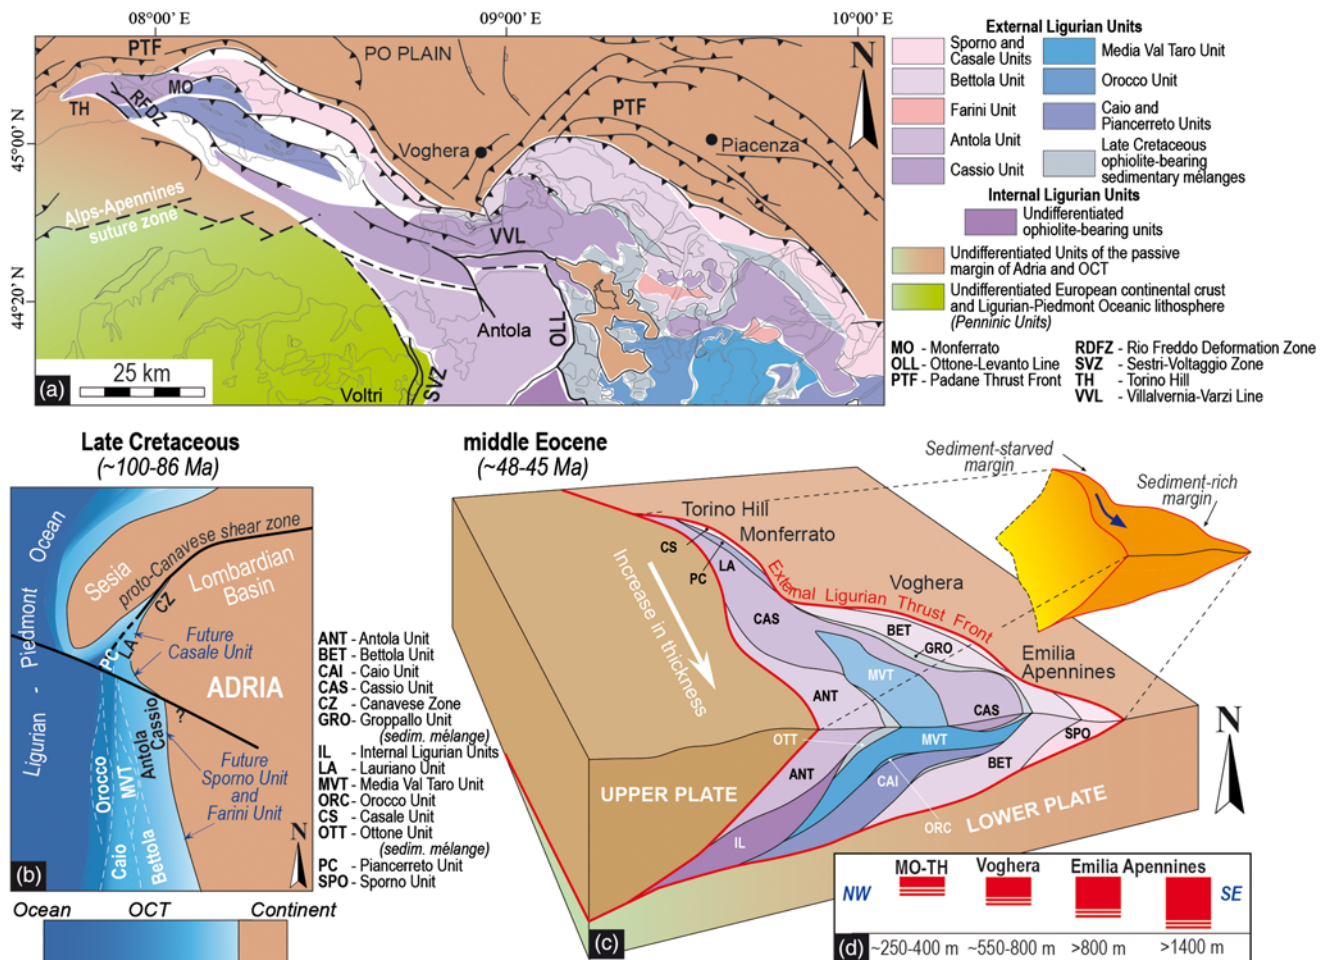 08°00' E
09°00' E
10°00' E
45°00' N
44°20' N
PTF
PO PLAIN
N
MO
TH
RFDZ
PTF
Voghera
Piacenza
Alps-Apennines
suture zone
VVL
Antola
OLL
25 km
Voltri
SVZ
(a)
External Ligurian Units
Sporno and
Casale Units
Bettola Unit
Farini Unit
Antola Unit
Cassio Unit
Media Val Taro Unit
Orocco Unit
Caio and
Piancerreto Units
Late Cretaceous
ophiolite-bearing
sedimentary mélanges
Internal Ligurian Units
Undifferentiated
ophiolite-bearing units
Undifferentiated Units of the passive
margin of Adria and OCT
Undifferentiated European continental crust
and Ligurian-Piedmont Oceanic lithosphere
(Penninic Units)
MO - Monferrato
OLL - Ottone-Levanto Line
PTF - Padane Thrust Front
RDFZ - Rio Freddo Deformation Zone
SVZ - Sestri-Voltaggio Zone
TH - Torino Hill
VVL - Villalvernia-Varzi Line
Late Cretaceous
(~100-86 Ma)
Ligurian - Piedmont Ocean
Sesia
proto-Canavese shear zone
Lombardian
Basin
CZ
PC
LA
Future
Casale Unit
ADRIA
?
Antola
Cassio
Orocco
MVT
Caio
Bettola
Future
Sporno Unit
and
Farini Unit
N
(b)
Ocean
OCT
Continent
ANT - Antola Unit
BET - Bettola Unit
CAI - Caio Unit
CAS - Cassio Unit
CZ - Canavese Zone
GRO - Groppallo Unit
(sedim. mélange)
IL - Internal Ligurian Units
LA - Lauriano Unit
MVT - Media Val Taro Unit
ORC - Orocco Unit
CS - Casale Unit
OTT - Ottone Unit
(sedim. mélange)
PC - Piancerreto Unit
SPO - Sporno Unit
middle Eocene
(~48-45 Ma)
Sediment-starved
margin
Sediment-rich
margin
Torino Hill
Monferrato
CS
PC
LA
Increase in thickness
External Ligurian Thrust Front
Voghera
CAS
BET
GRO
Emilia
Apennines
MVT
ANT
CAS
SPO
OTT
MVT
BET
ANT
CAI
UPPER PLATE
LOWER PLATE
ORC
IL
N
(c)
MO-TH
Voghera
Emilia Apennines
NW
SE
(d)
~250-400 m
~550-800 m
>800 m
>1400 m